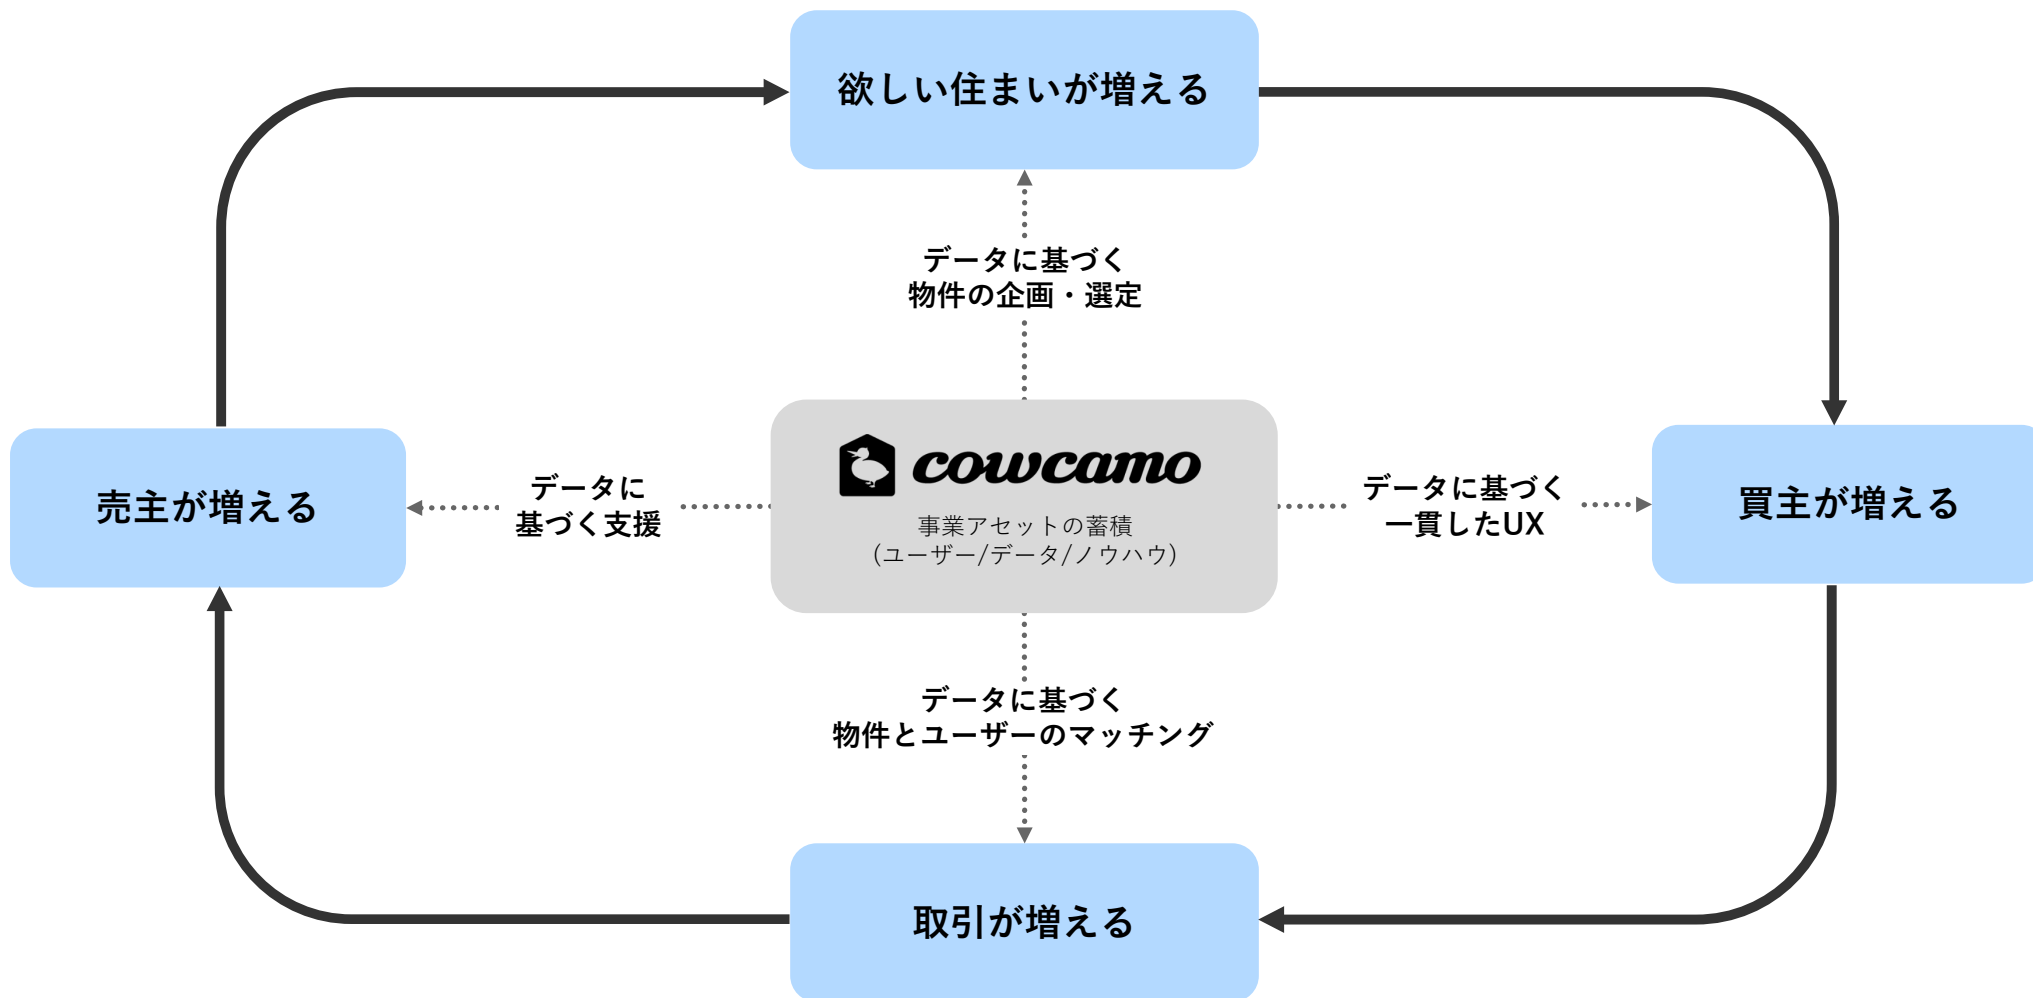 欲しい住まいが増える
データに基づく
物件の企画・選定
cowcamo
事業アセットの蓄積
(ユーザー/データ/ノウハウ)
売主が増える
データに
基づく支援
データに基づく
一貫したUX
買主が増える
データに基づく
物件とユーザーのマッチング
取引が増える